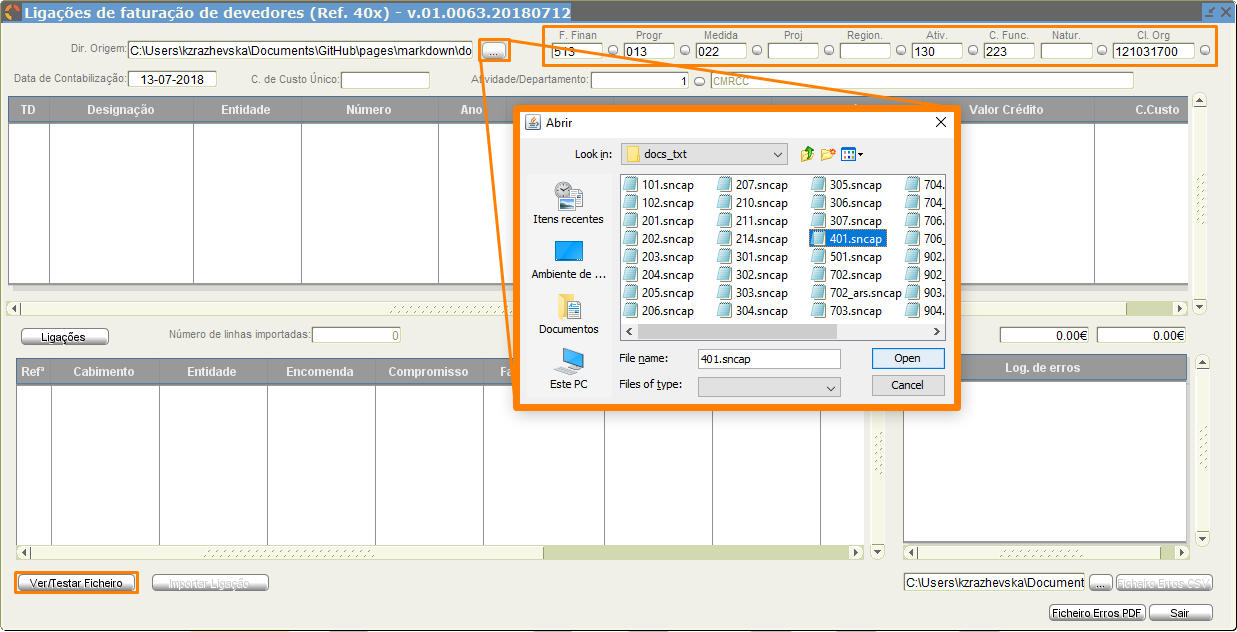 Ligações de faturação de devedores (Ref. 40x) - v.01.0063.20180712
F. Finan Progr Medida Proj Region. Ativ. C. Func. Natur. Cl. Org
Dir. Origem: C:\Users\kzrazhevska\Documents\GitHub\pages\markdown\do ... 513 013 022 130 223 121031700
Data de Contabilização: 13-07-2018 C. de Custo Único: Atividade/Departamento: 1 CMRCC
TD Designação Entidade Número Ano Valor Crédito C.Custo
Abrir
Look in: docs_txt
101.sncap 207.sncap 305.sncap 704.
102.sncap 210.sncap 306.sncap 704_
201.sncap 211.sncap 307.sncap 706.
202.sncap 214.sncap 401.sncap 706_
203.sncap 301.sncap 501.sncap 902.
204.sncap 302.sncap 702.sncap 902_
205.sncap 303.sncap 702_ars.sncap 903.
206.sncap 304.sncap 703.sncap 904.
Itens recentes
Ambiente de ...
Documentos
Este PC
File name: 401.sncap Open
Files of type: Cancel
Ligações Número de linhas importadas: 0 0.00€ 0.00€
Refª Cabimento Entidade Encomenda Compromisso Fa Log. de erros
Ver/Testar Ficheiro Importar Ligação C:\Users\kzrazhevska\Document ... Ficheiro Erros CSV
Ficheiro Erros PDF Sair